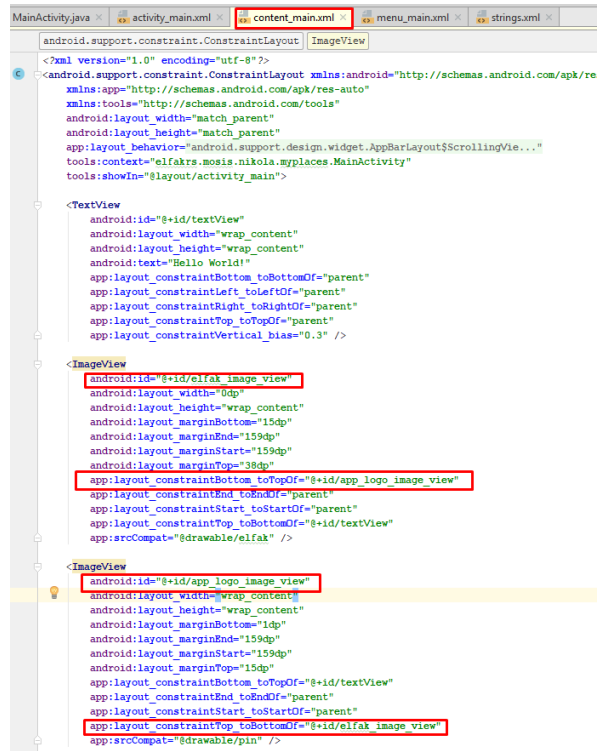 MainActivity.java × activity_main.xml × content_main.xml × menu_main.xml × strings.xml ×
android.support.constraint.ConstraintLayout ImageView
<?xml version="1.0" encoding="utf-8"?>
C <android.support.constraint.ConstraintLayout xmlns:android="http://schemas.android.com/apk/re
xmlns:app="http://schemas.android.com/apk/res-auto"
xmlns:tools="http://schemas.android.com/tools"
android:layout_width="match_parent"
android:layout_height="match_parent"
app:layout_behavior="android.support.design.widget.AppBarLayout$ScrollingVie..."
tools:context="elfakrs.mosis.nikola.myplaces.MainActivity"
tools:showIn="@layout/activity_main">
<TextView
android:id="@+id/textView"
android:layout_width="wrap_content"
android:layout_height="wrap_content"
android:text="Hello World!"
app:layout_constraintBottom_toBottomOf="parent"
app:layout_constraintLeft_toLeftOf="parent"
app:layout_constraintRight_toRightOf="parent"
app:layout_constraintTop_toTopOf="parent"
app:layout_constraintVertical_bias="0.3" />
<ImageView
android:id="@+id/elfak_image_view"
android:layout_width="0dp"
android:layout_height="wrap_content"
android:layout_marginBottom="15dp"
android:layout_marginEnd="159dp"
android:layout_marginStart="159dp"
android:layout_marginTop="38dp"
app:layout_constraintBottom_toTopOf="@+id/app_logo_image_view"
app:layout_constraintEnd_toEndOf="parent"
app:layout_constraintStart_toStartOf="parent"
app:layout_constraintTop_toBottomOf="@+id/textView"
app:srcCompat="@drawable/elfak" />
<ImageView
android:id="@+id/app_logo_image_view"
android:layout_width="wrap_content"
android:layout_height="wrap_content"
android:layout_marginBottom="1dp"
android:layout_marginEnd="159dp"
android:layout_marginStart="159dp"
android:layout_marginTop="15dp"
app:layout_constraintBottom_toTopOf="@+id/textView"
app:layout_constraintEnd_toEndOf="parent"
app:layout_constraintStart_toStartOf="parent"
app:layout_constraintTop_toBottomOf="@+id/elfak_image_view"
app:srcCompat="@drawable/pin" />